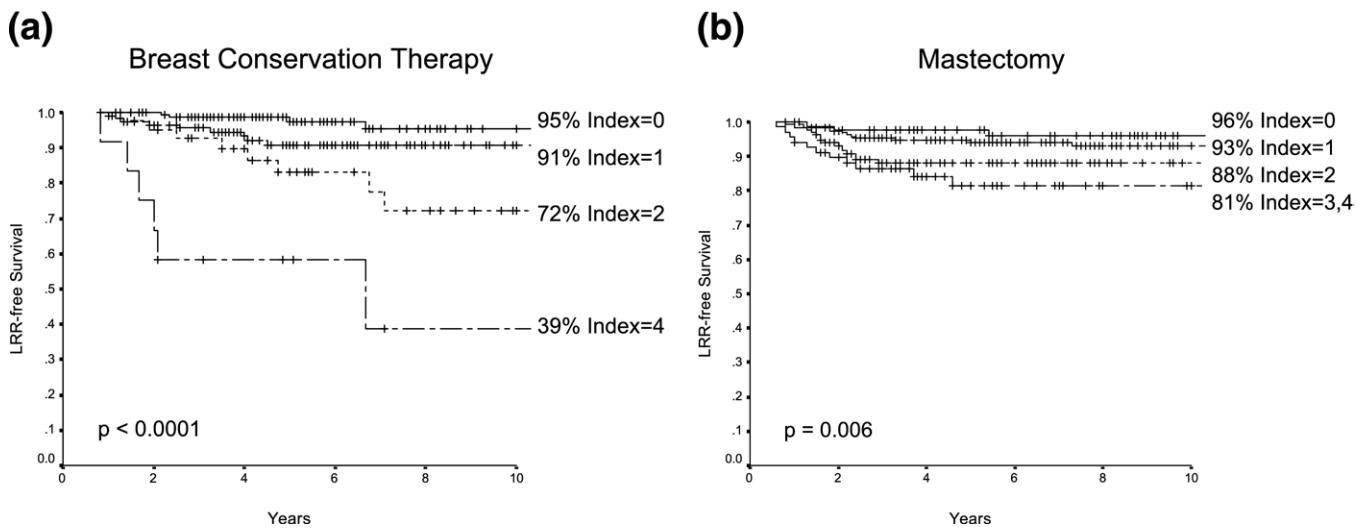 (a)
Breast Conservation Therapy
LRR-free Survival
1.0
.9
.8
.7
.6
.5
.4
.3
.2
.1
0.0
95% Index=0
91% Index=1
72% Index=2
39% Index=4
p < 0.0001
0 2 4 6 8 10
Years
(b)
Mastectomy
LRR-free Survival
1.0
.9
.8
.7
.6
.5
.4
.3
.2
.1
0.0
96% Index=0
93% Index=1
88% Index=2
81% Index=3,4
p = 0.006
0 2 4 6 8 10
Years